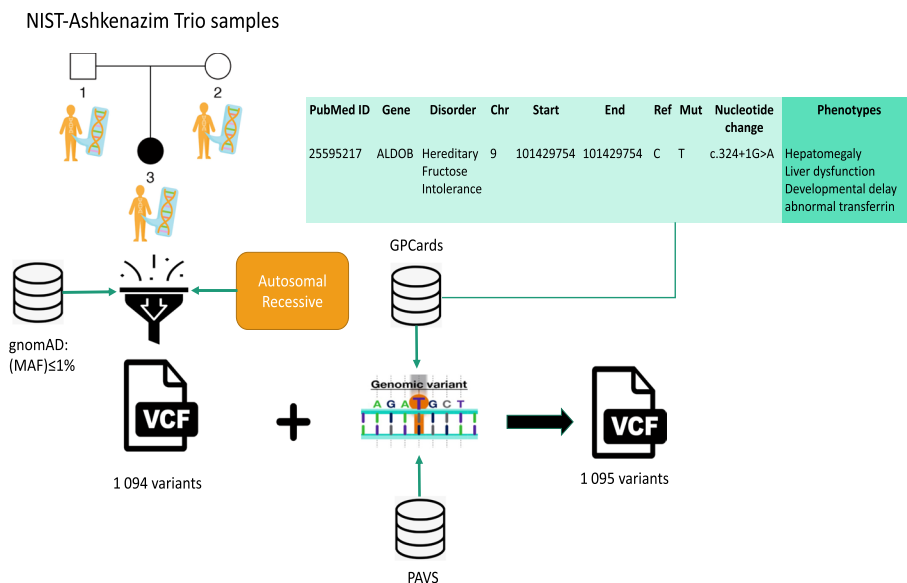 NIST-Ashkenazim Trio samples
1
2
3
PubMed ID Gene Disorder Chr Start End Ref Mut Nucleotide change Phenotypes
25595217 ALDOB Hereditary 9 101429754 101429754 C T c.324+1G>A Hepatomegaly
Fructose Liver dysfunction
Intolerance Developmental delay
abnormal transferrin
GPCards
Autosomal
Recessive
gnomAD:
(MAF)≤1%
Genomic variant
A G A T G C T
VCF
VCF
1 094 variants
1 095 variants
PAVS